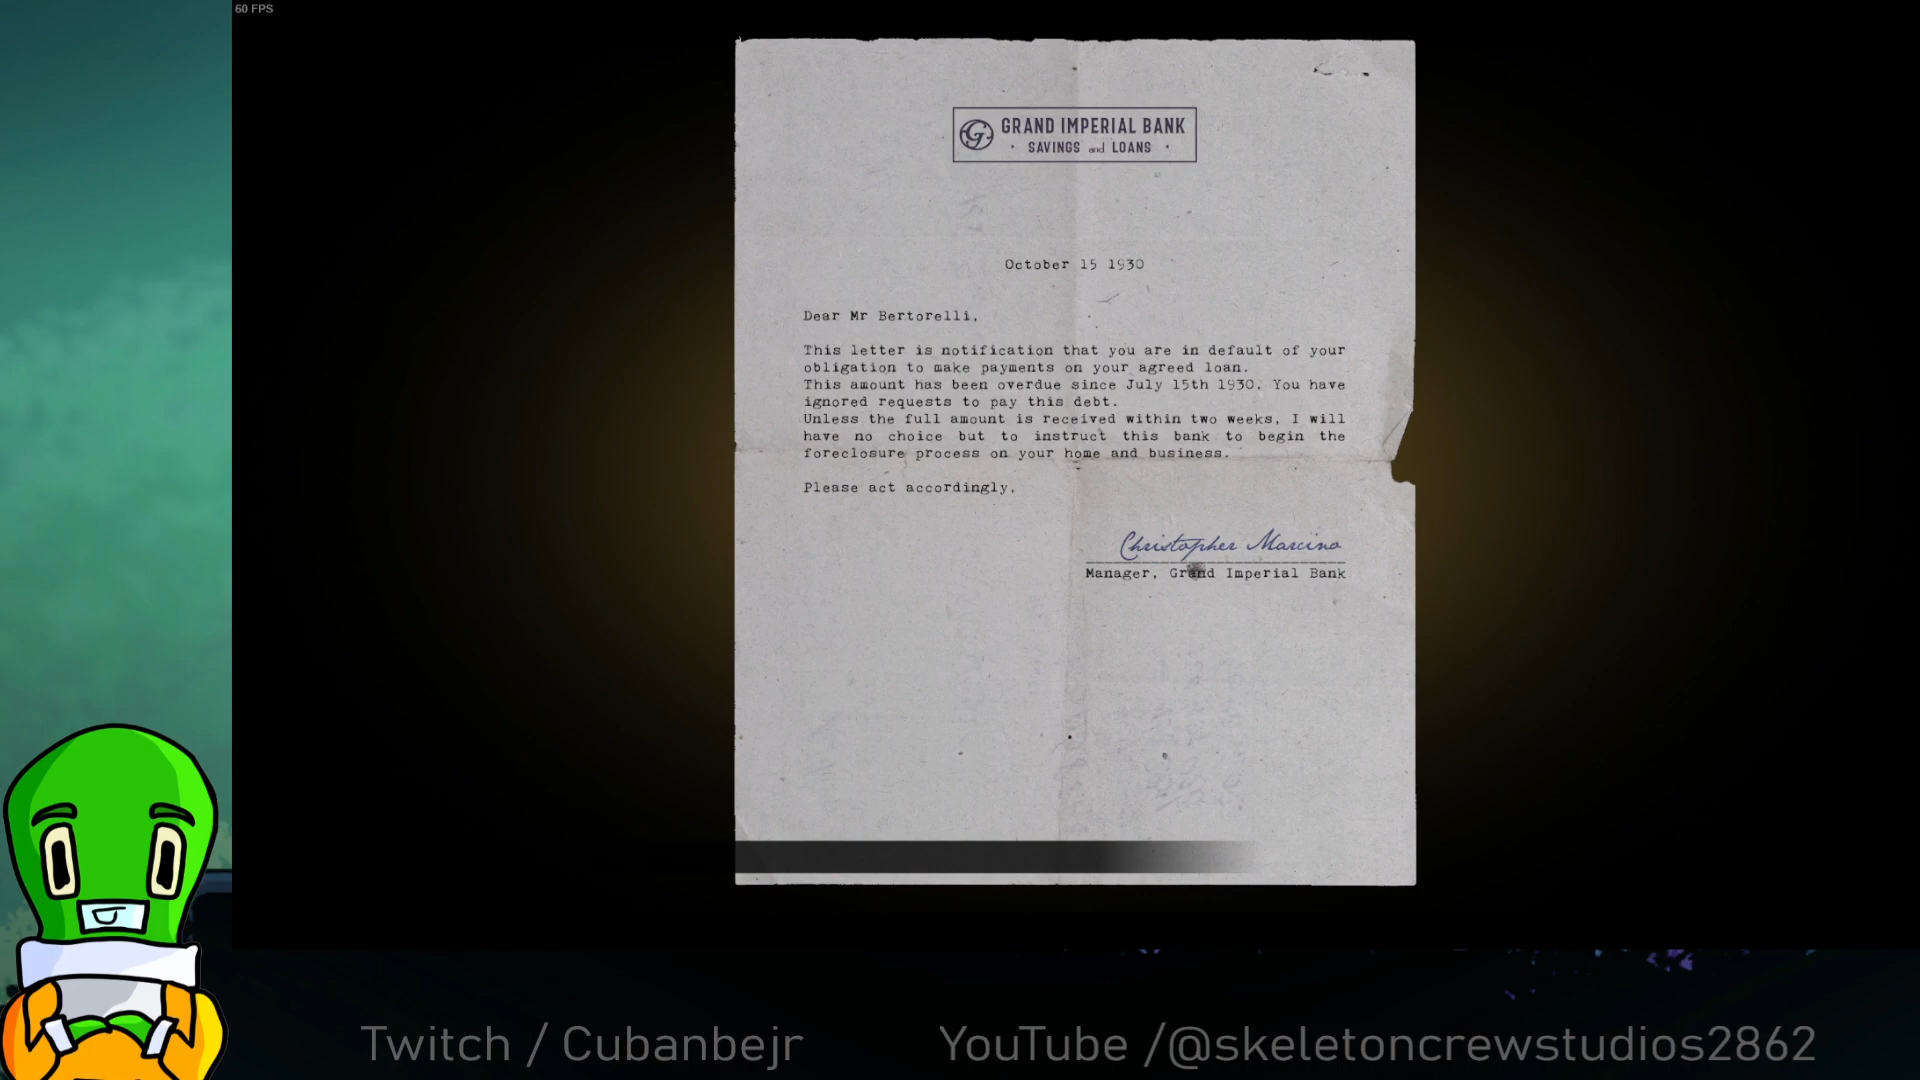 60 FPS
GRAND IMPERIAL BANK
SAVINGS and LOANS
October 15 1930
Dear Mr Bertorelli,
This letter is notification that you are in default of your
obligation to make payments on your agreed loan.
This amount has been overdue since July 15th 1930. You have
ignored requests to pay this debt.
Unless the full amount is received within two weeks, I will
have no choice but to instruct this bank to begin the
foreclosure process on your home and business.
Please act accordingly,
Christopher Marcino
Manager, Grand Imperial Bank
Twitch / Cubanbejr
YouTube /@skeletoncrewstudios2862